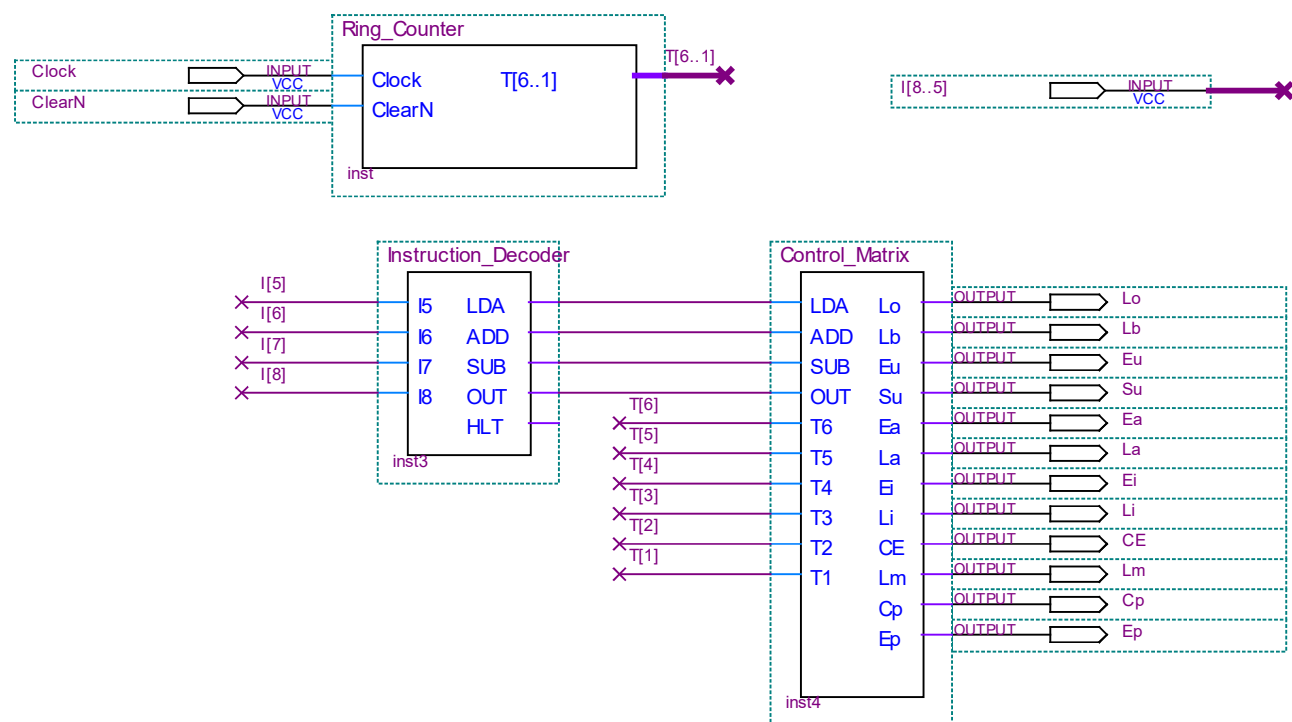 Ring_Counter
T[6..1]
Clock INPUT VCC Clock T[6..1]
ClearN INPUT VCC ClearN
inst
I[8..5] INPUT VCC
Instruction_Decoder
I[5] I5 LDA
I[6] I6 ADD
I[7] I7 SUB
I[8] I8 OUT
HLT
inst3
Control_Matrix
LDA Lo OUTPUT Lo
ADD Lb OUTPUT Lb
SUB Eu OUTPUT Eu
OUT Su OUTPUT Su
T[6] T6 Ea OUTPUT Ea
T[5] T5 La OUTPUT La
T[4] T4 Ei OUTPUT Ei
T[3] T3 Li OUTPUT Li
T[2] T2 CE OUTPUT CE
T[1] T1 Lm OUTPUT Lm
Cp OUTPUT Cp
Ep OUTPUT Ep
inst4